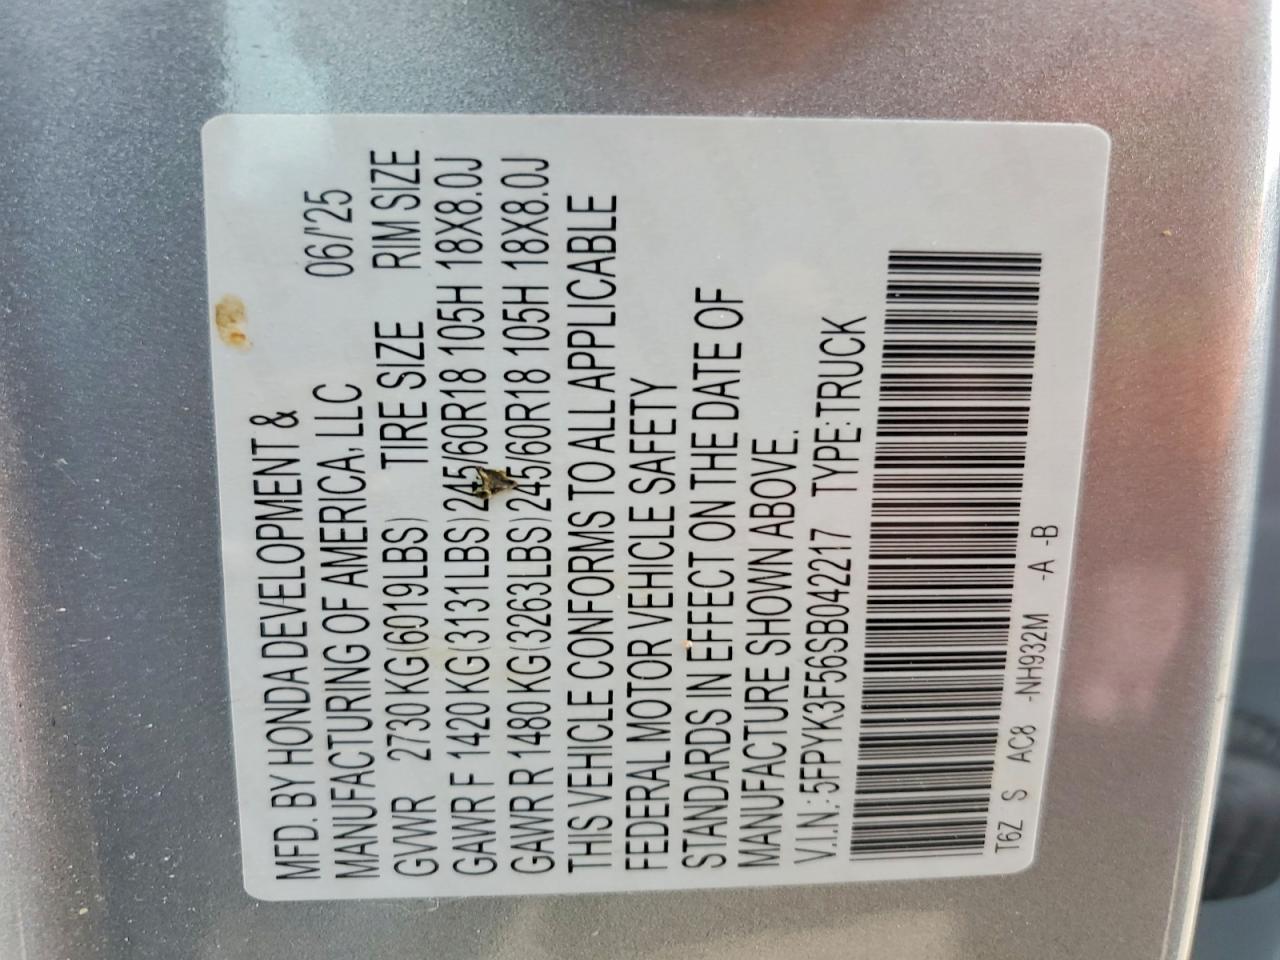 MFD. BY HONDA DEVELOPMENT &
MANUFACTURING OF AMERICA, LLC 06/'25
GVWR 2730 KG (6019LBS) TIRE SIZE RIM SIZE
GAWR F 1420 KG (3131LBS) 245/60R18 105H 18X8.0J
GAWR R 1480 KG (3263LBS) 245/60R18 105H 18X8.0J
THIS VEHICLE CONFORMS TO ALL APPLICABLE
FEDERAL MOTOR VEHICLE SAFETY
STANDARDS IN EFFECT ON THE DATE OF
MANUFACTURE SHOWN ABOVE.
V.I.N.: 5FPYK3F56SB042217 TYPE: TRUCK
T6Z S AC8 -NH932M -A -B